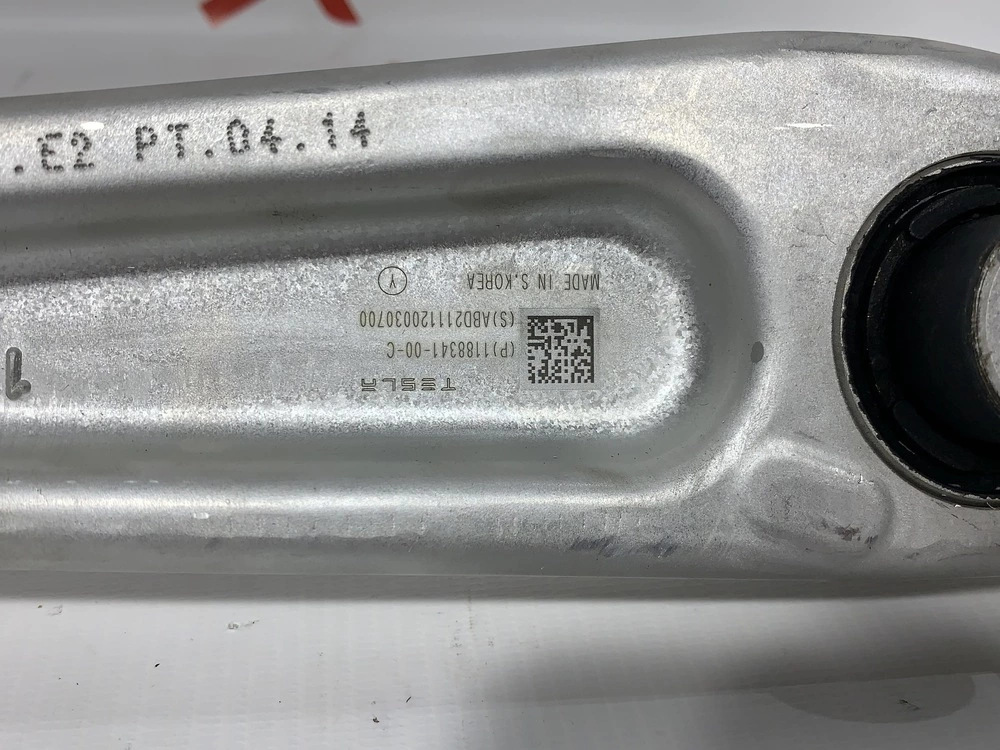 .E2 PT.04.14
TESLA
(P)1188341-00-C
(S)ABD211120030700
MADE IN S.KOREA Y